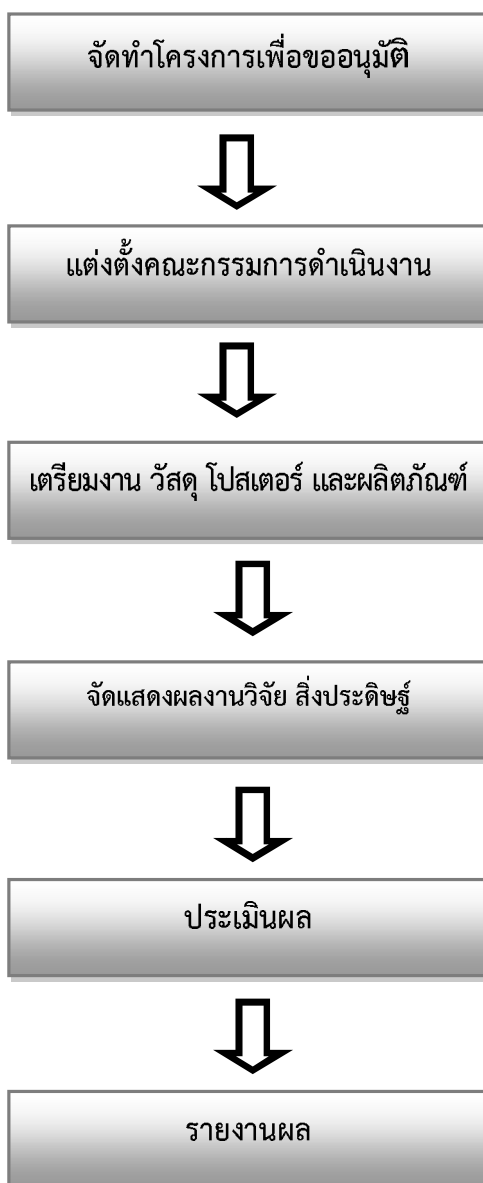 จัดทำโครงการเพื่อขออนุมัติ
แต่งตั้งคณะกรรมการดำเนินงาน
เตรียมงาน วัสดุ โปสเตอร์ และผลิตภัณฑ์
จัดแสดงผลงานวิจัย สิ่งประดิษฐ์
ประเมินผล
รายงานผล